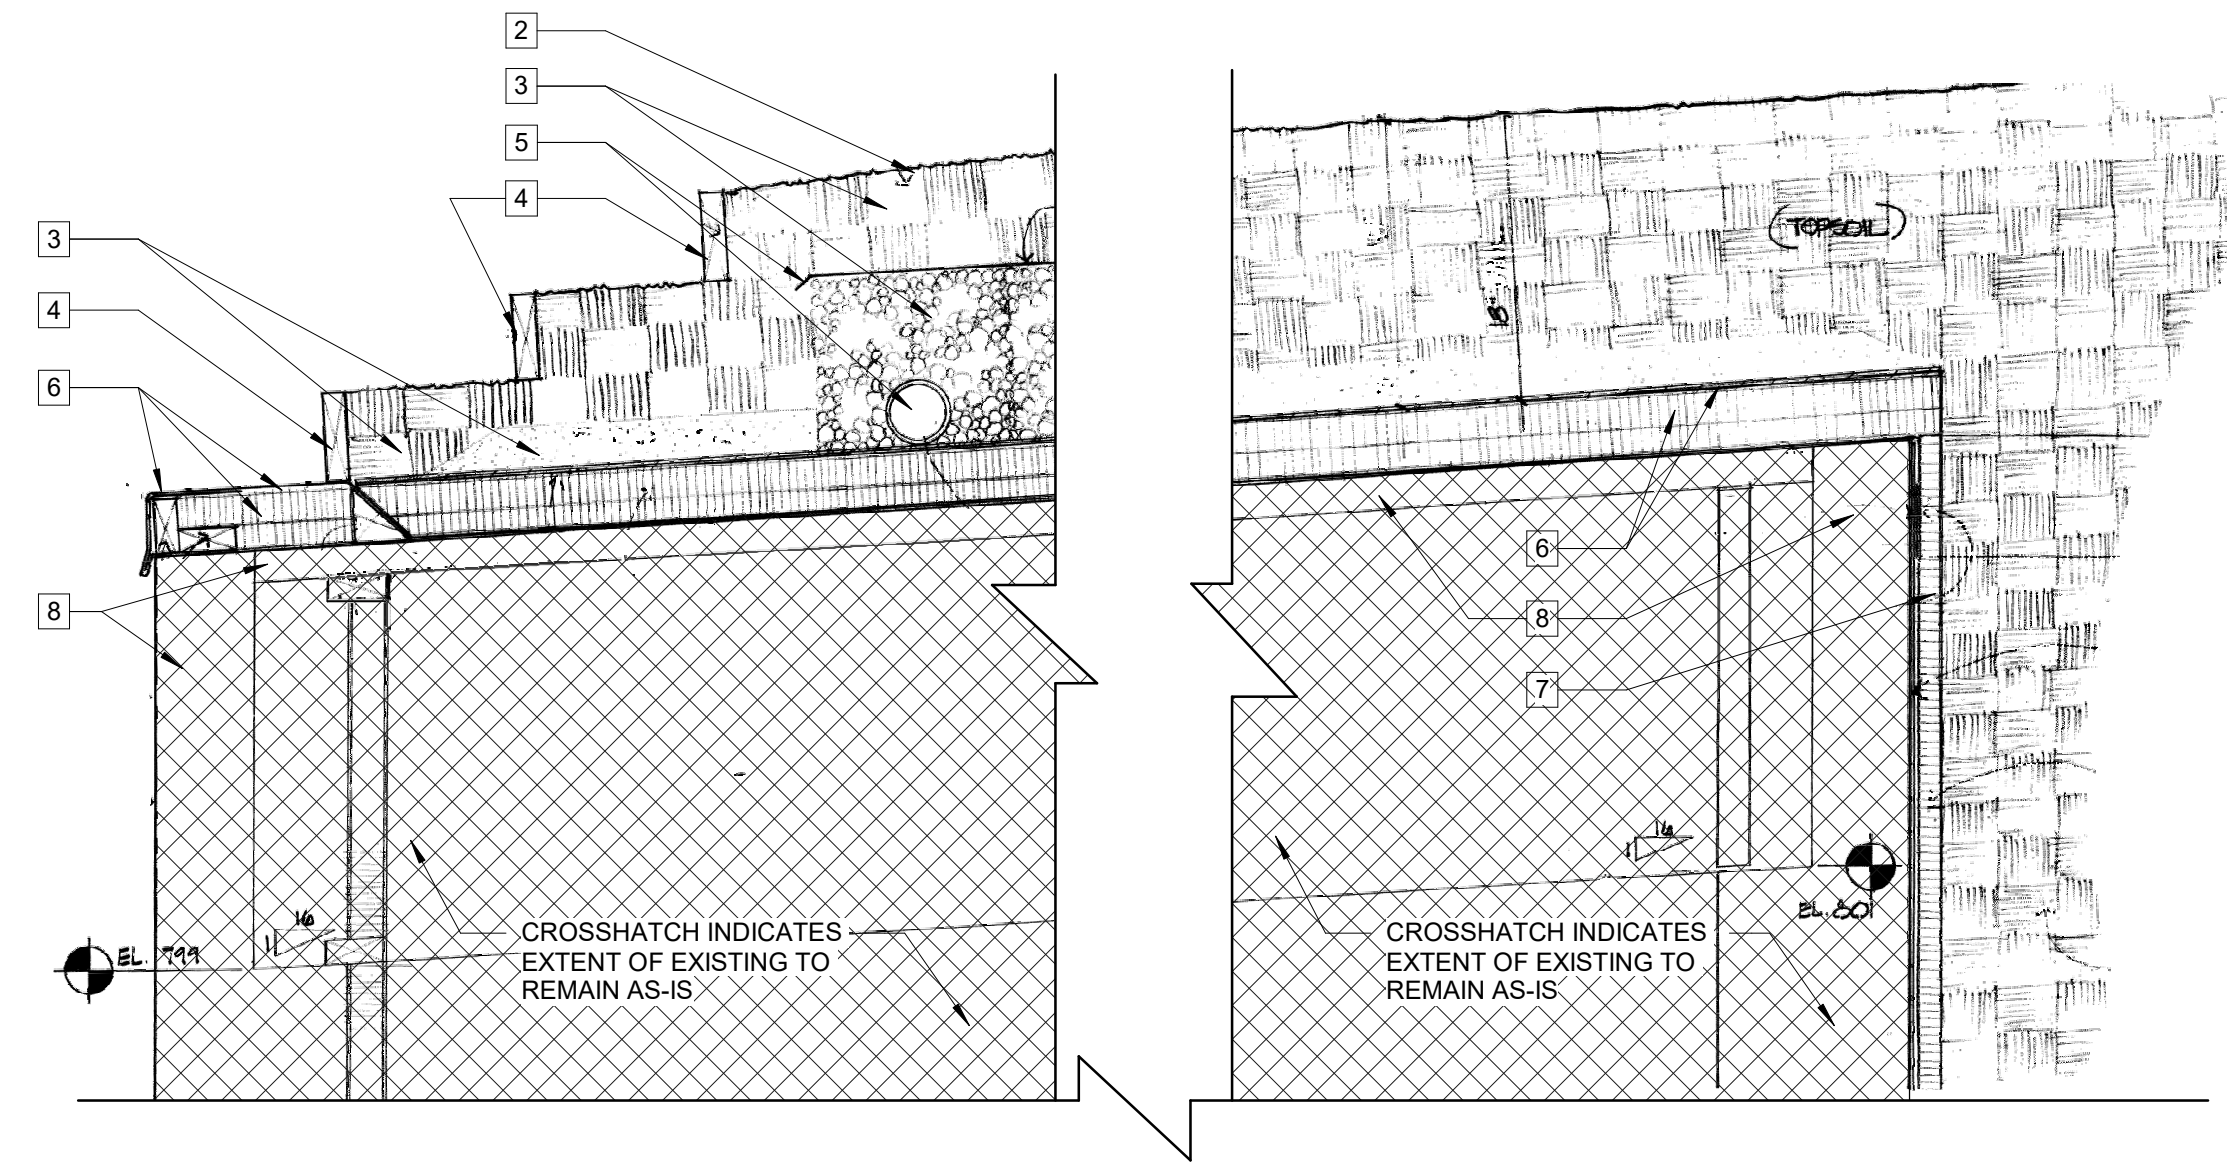 2
3
5
4
3
4
6
8
(TOPSOIL)
18"
6
8
7
16
1
EL. 799
CROSSHATCH INDICATES
EXTENT OF EXISTING TO
REMAIN AS-IS
16
1
EL. 801
CROSSHATCH INDICATES
EXTENT OF EXISTING TO
REMAIN AS-IS